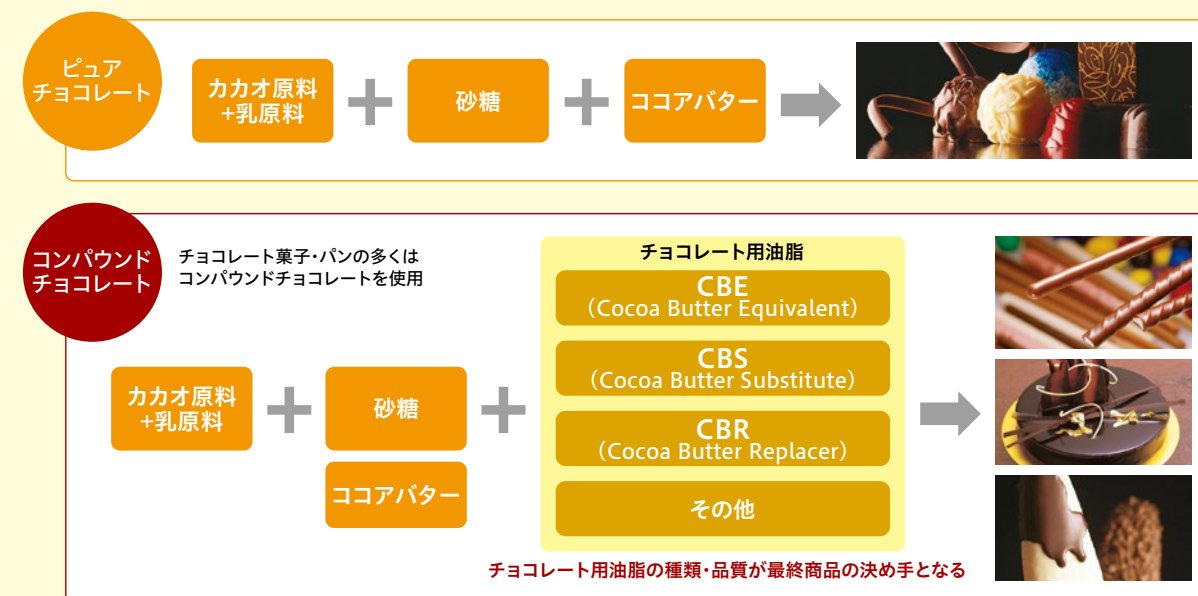 ピュア
チョコレート
カカオ原料
+乳原料
砂糖
ココアバター
コンパウンド
チョコレート
チョコレート菓子・パンの多くは
コンパウンドチョコレートを使用
カカオ原料
+乳原料
砂糖
ココアバター
チョコレート用油脂
CBE
（Cocoa Butter Equivalent）
CBS
（Cocoa Butter Substitute）
CBR
（Cocoa Butter Replacer）
その他
チョコレート用油脂の種類・品質が最終商品の決め手となる